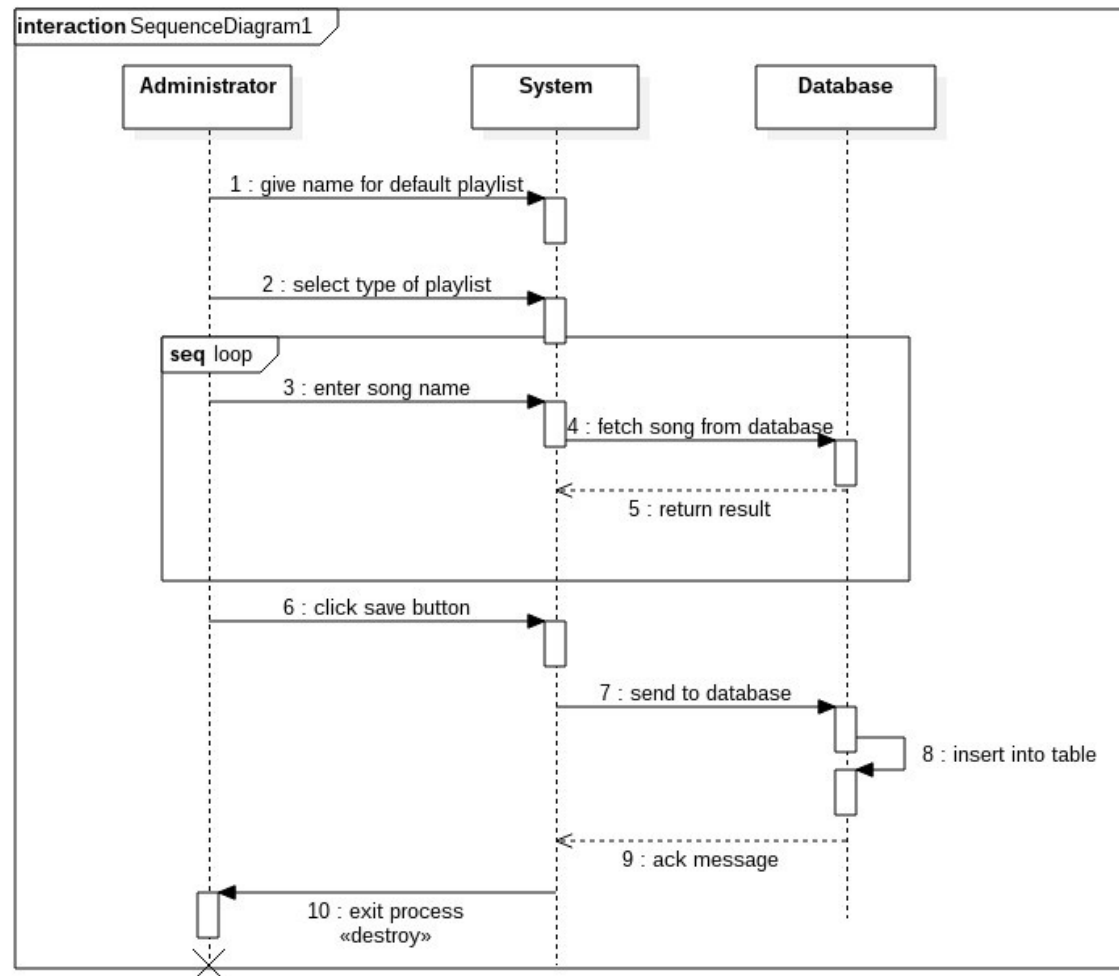 interaction SequenceDiagram1
Administrator
System
Database
1 : give name for default playlist
2 : select type of playlist
seq loop
3 : enter song name
4 : fetch song from database
5 : return result
6 : click save button
7 : send to database
8 : insert into table
9 : ack message
10 : exit process
«destroy»